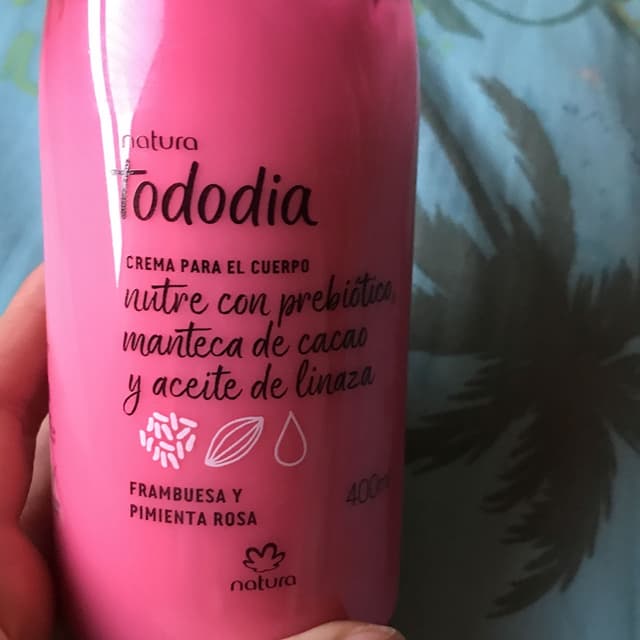 natura
Tododia
CREMA PARA EL CUERPO
nutre con prebiótico,
manteca de cacao
y aceite de linaza
FRAMBUESA Y
PIMIENTA ROSA
400ml
natura